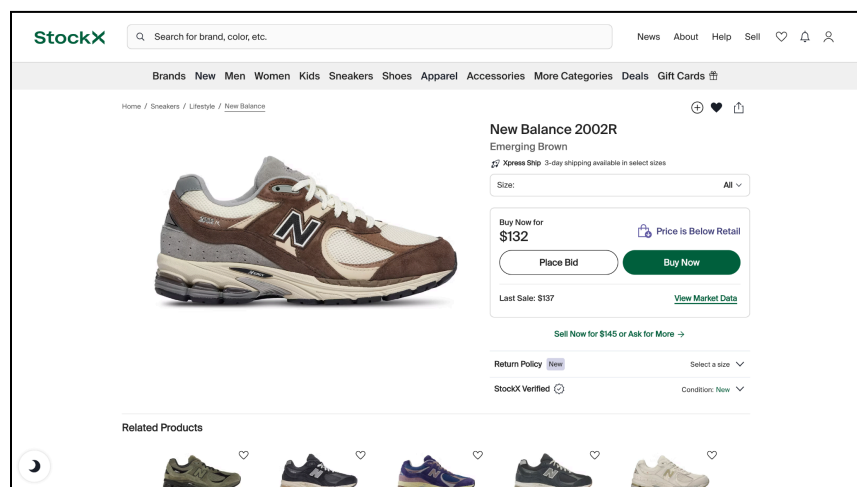 StockX
Search for brand, color, etc.
News About Help Sell
Brands New Men Women Kids Sneakers Shoes Apparel Accessories More Categories Deals Gift Cards
Home / Sneakers / Lifestyle / New Balance
New Balance 2002R
Emerging Brown
Xpress Ship 3-day shipping available in select sizes
Size: All
Buy Now for
$132
Price is Below Retail
Place Bid Buy Now
Last Sale: $137 View Market Data
Sell Now for $145 or Ask for More →
Return Policy New Select a size
StockX Verified Condition: New
Related Products